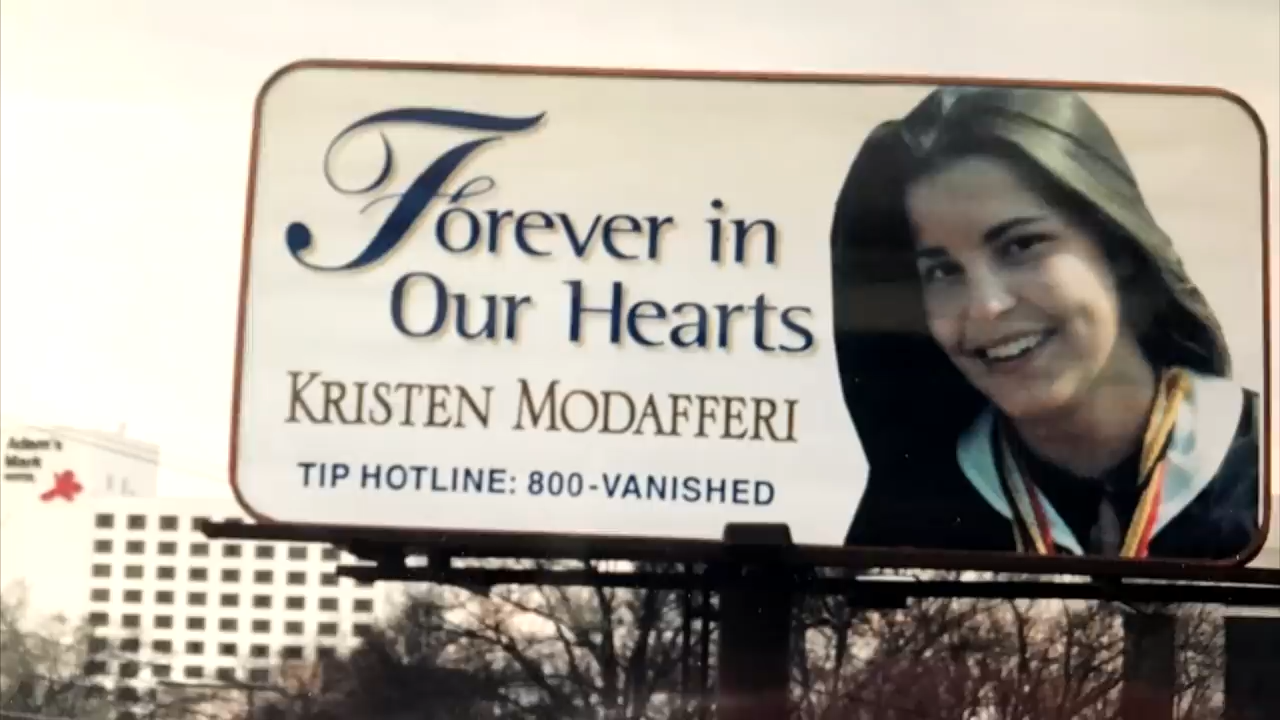 Forever in
Our Hearts
KRISTEN MODAFFERI
TIP HOTLINE: 800-VANISHED
Adam's
Mark